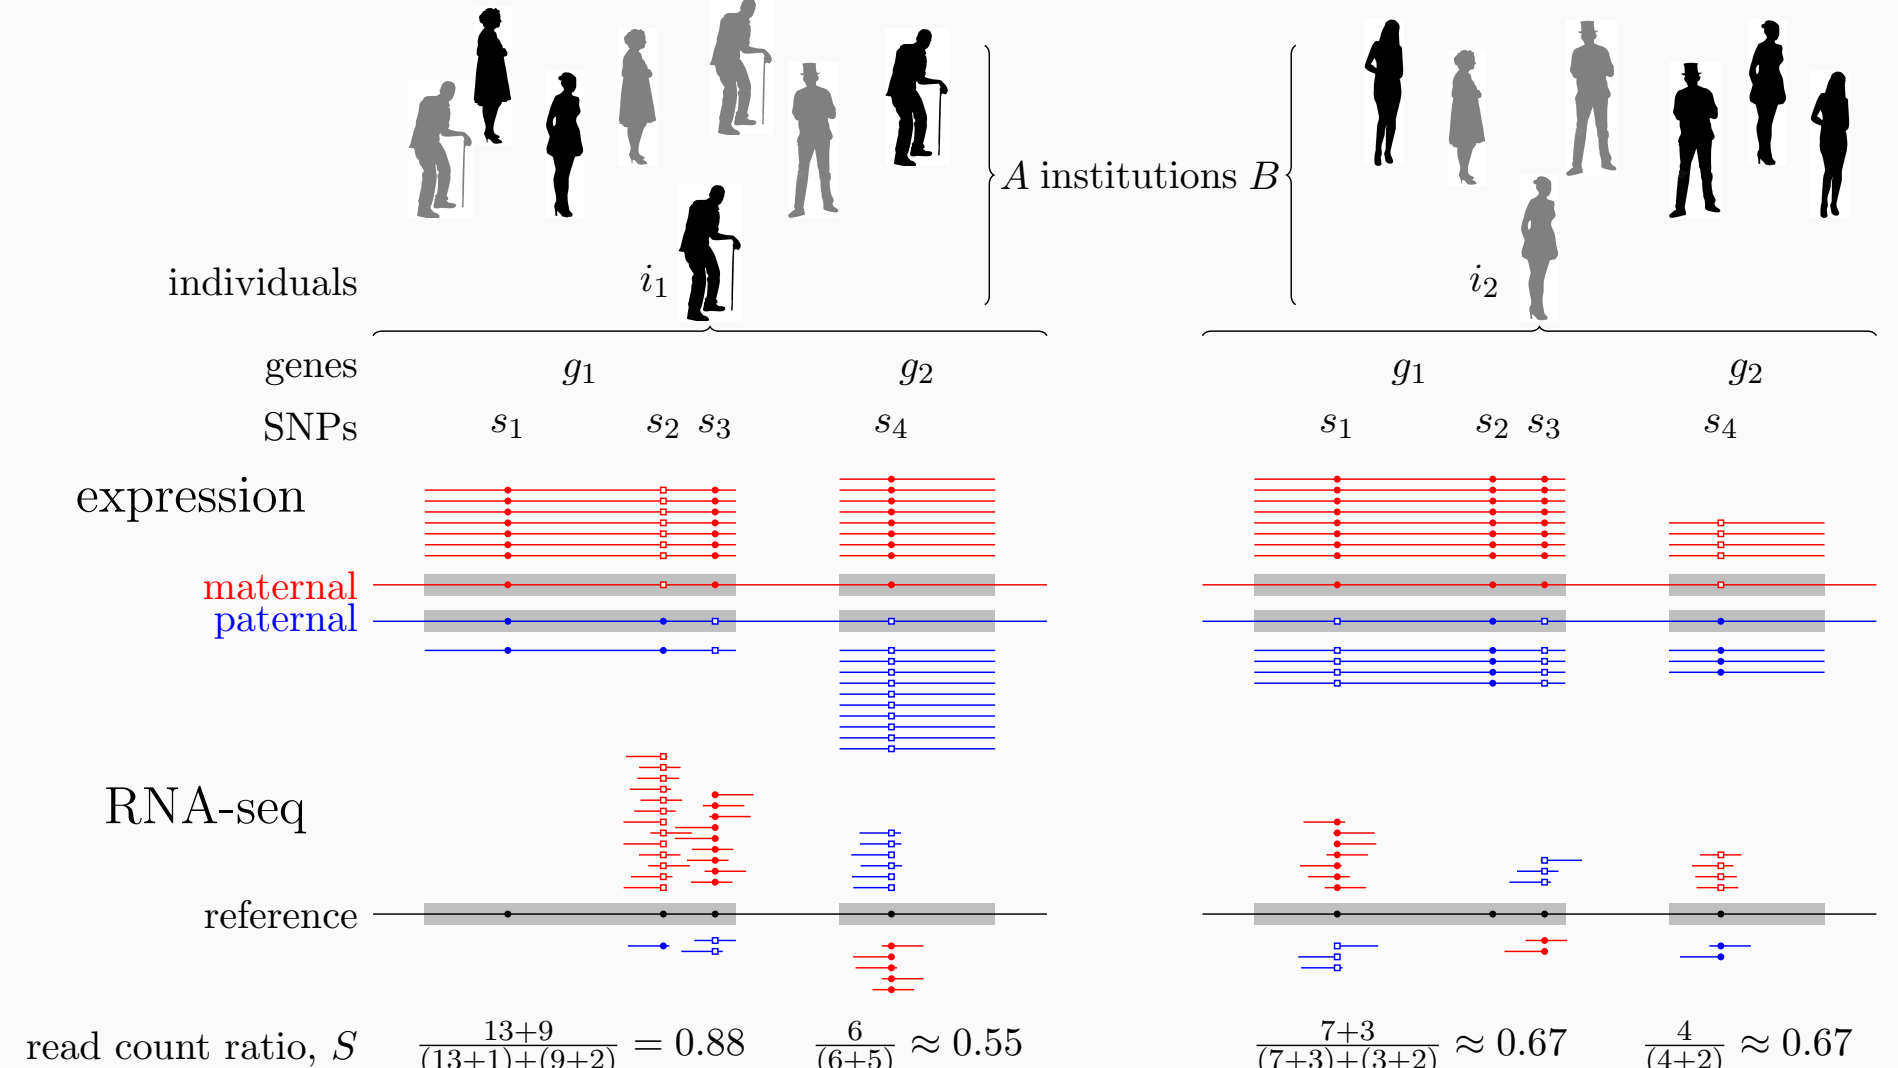 A institutions B
individuals i1 i2
genes g1 g2 g1 g2
SNPs s1 s2 s3 s4 s1 s2 s3 s4
expression
maternal
paternal
RNA-seq
reference
read count ratio, S 13+9/(13+1)+(9+2) = 0.88 6/(6+5) ≈ 0.55 7+3/(7+3)+(3+2) ≈ 0.67 4/(4+2) ≈ 0.67